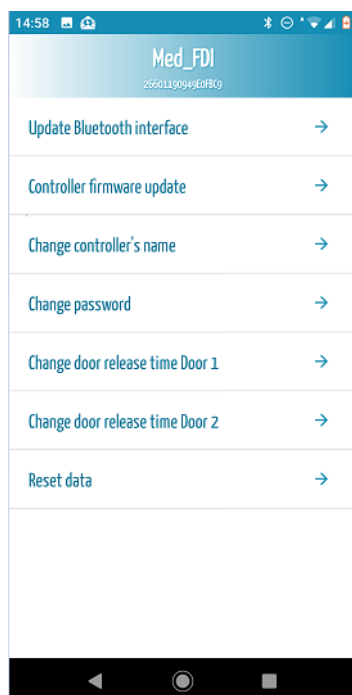 14:58
Med_FDI
26601190949E0FBC9
Update Bluetooth interface
Controller firmware update
Change controller's name
Change password
Change door release time Door 1
Change door release time Door 2
Reset data